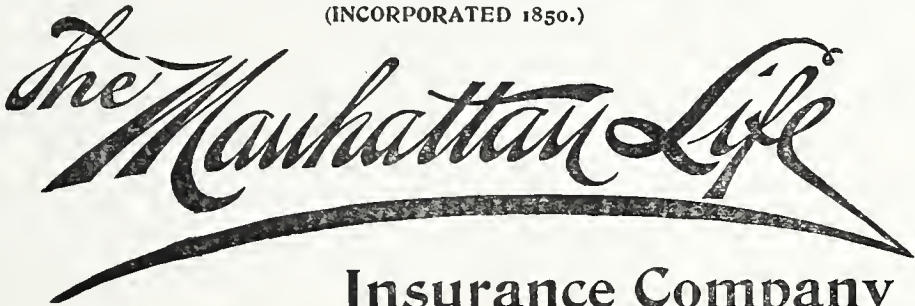 (INCORPORATED 1850.)
The Manhattan Life
Insurance Company